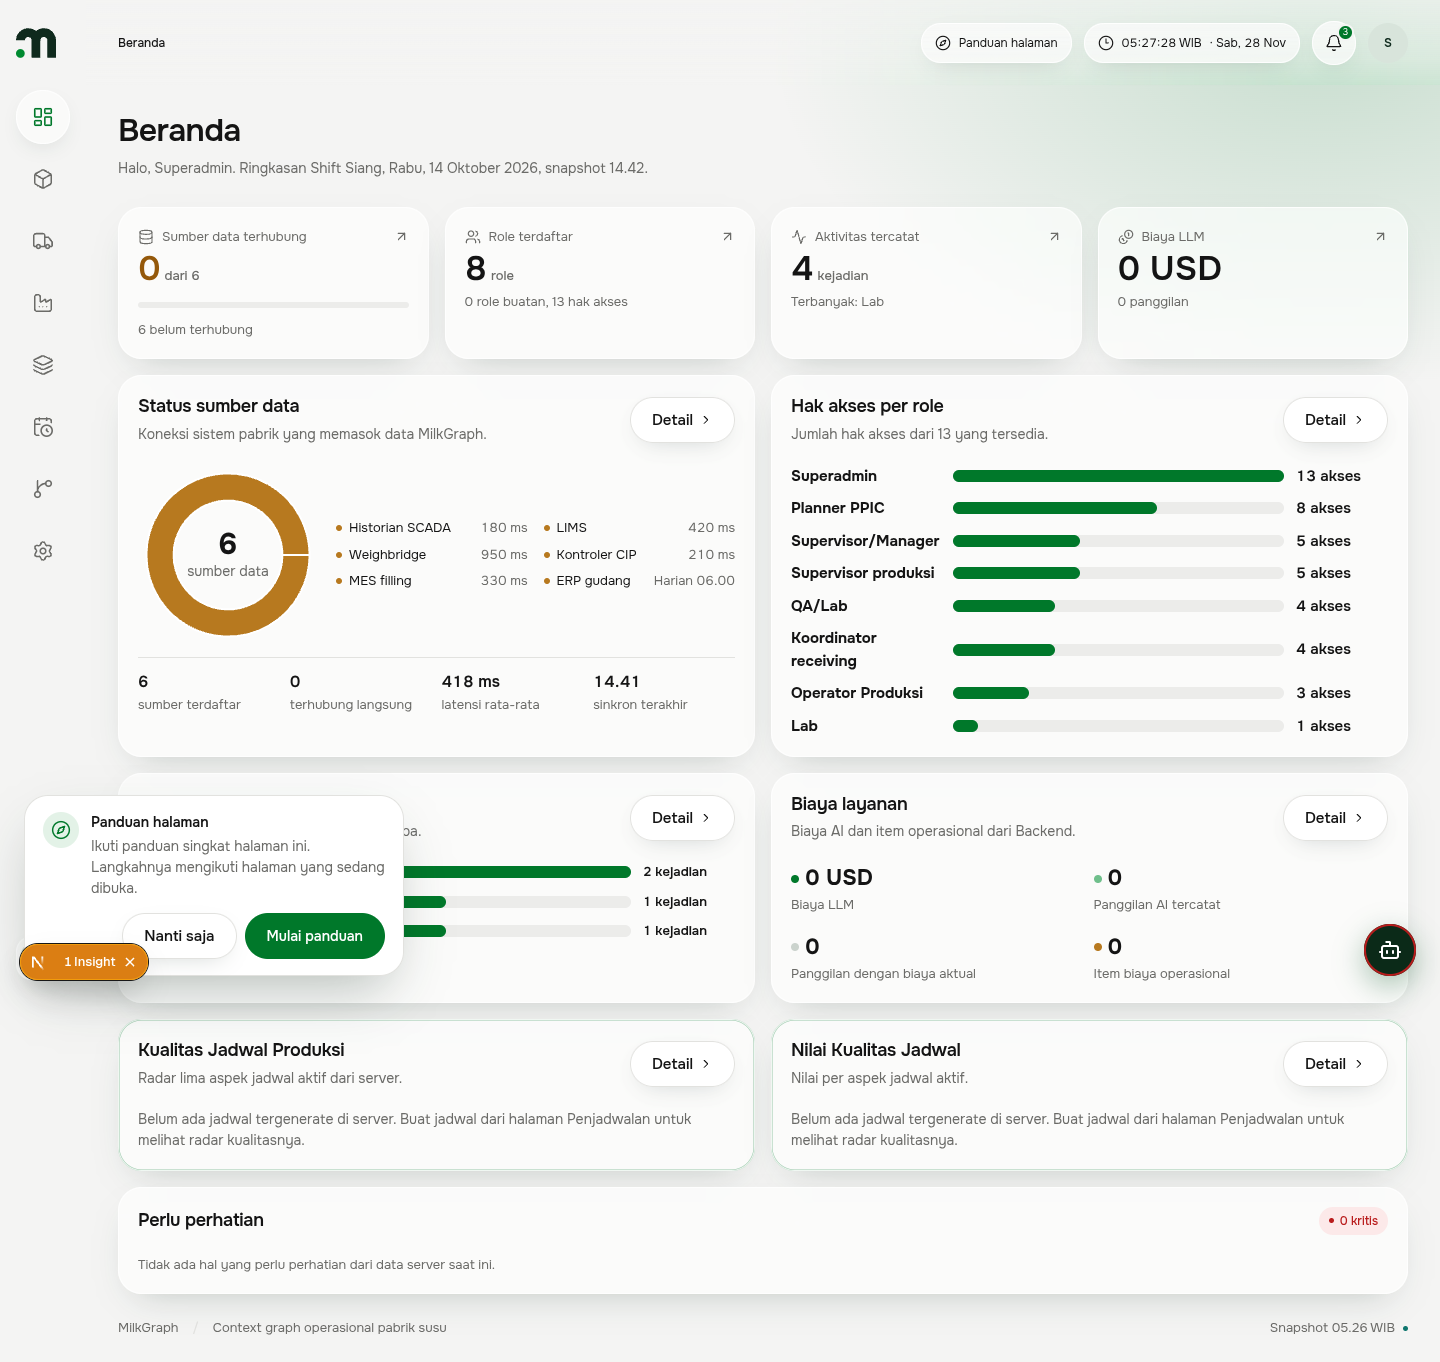 .m
Beranda
Panduan halaman
05:27:28 WIB · Sab, 28 Nov
3
S
Beranda
Halo, Superadmin. Ringkasan Shift Siang, Rabu, 14 Oktober 2026, snapshot 14.42.
Sumber data terhubung
0 dari 6
6 belum terhubung
Role terdaftar
8 role
0 role buatan, 13 hak akses
Aktivitas tercatat
4 kejadian
Terbanyak: Lab
Biaya LLM
0 USD
0 panggilan
Status sumber data
Koneksi sistem pabrik yang memasok data MilkGraph.
Detail
6
sumber data
Historian SCADA 180 ms
Weighbridge 950 ms
MES filling 330 ms
LIMS 420 ms
Kontroler CIP 210 ms
ERP gudang Harian 06.00
6
sumber terdaftar
0
terhubung langsung
418 ms
latensi rata-rata
14.41
sinkron terakhir
Hak akses per role
Jumlah hak akses dari 13 yang tersedia.
Detail
Superadmin 13 akses
Planner PPIC 8 akses
Supervisor/Manager 5 akses
Supervisor produksi 5 akses
QA/Lab 4 akses
Koordinator
receiving 4 akses
Operator Produksi 3 akses
Lab 1 akses
Detail
2 kejadian
1 kejadian
1 kejadian
Panduan halaman
Ikuti panduan singkat halaman ini.
Langkahnya mengikuti halaman yang sedang
dibuka.
Nanti saja
Mulai panduan
1 Insight
Biaya layanan
Biaya AI dan item operasional dari Backend.
Detail
0 USD
Biaya LLM
0
Panggilan AI tercatat
0
Panggilan dengan biaya aktual
0
Item biaya operasional
Kualitas Jadwal Produksi
Radar lima aspek jadwal aktif dari server.
Detail
Belum ada jadwal tergenerate di server. Buat jadwal dari halaman Penjadwalan untuk
melihat radar kualitasnya.
Nilai Kualitas Jadwal
Nilai per aspek jadwal aktif.
Detail
Belum ada jadwal tergenerate di server. Buat jadwal dari halaman Penjadwalan untuk
melihat radar kualitasnya.
Perlu perhatian
0 kritis
Tidak ada hal yang perlu perhatian dari data server saat ini.
MilkGraph / Context graph operasional pabrik susu
Snapshot 05.26 WIB